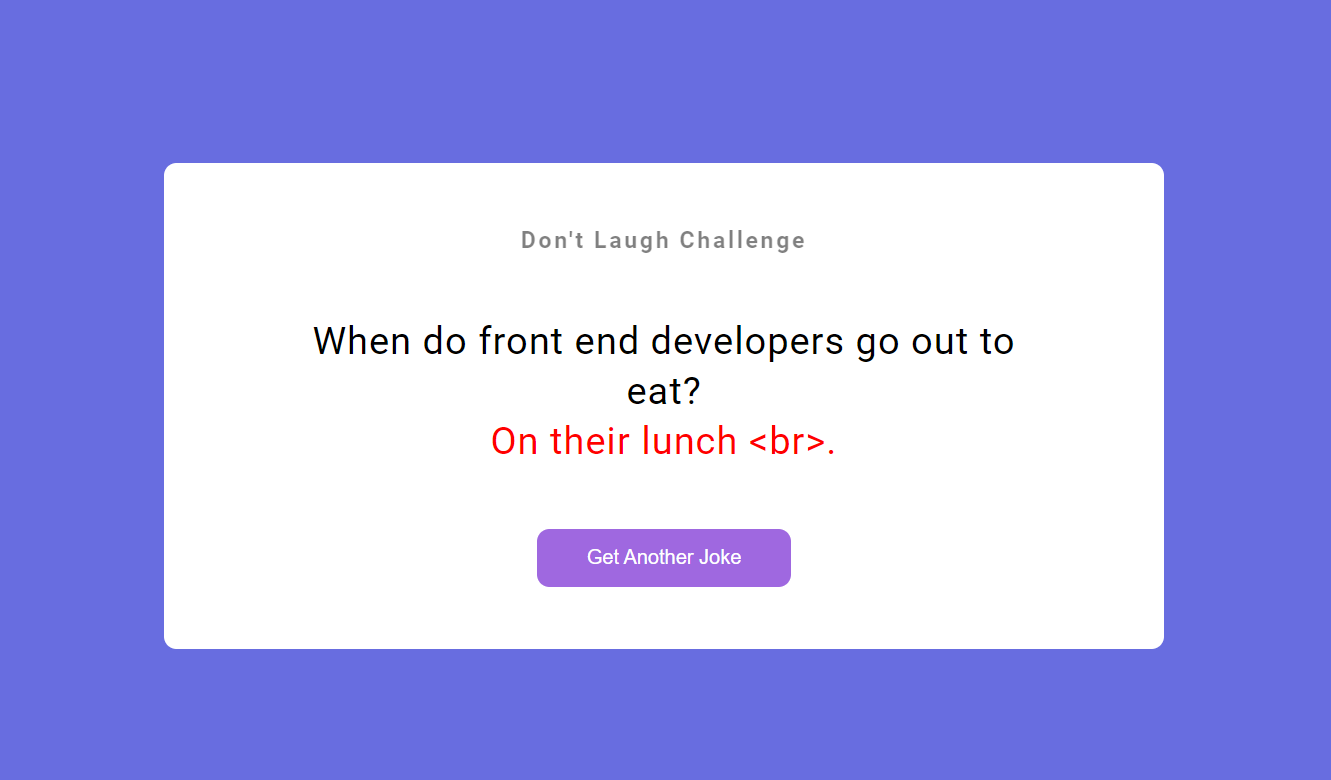 Don't Laugh Challenge
When do front end developers go out to
eat?
On their lunch <br>.
Get Another Joke